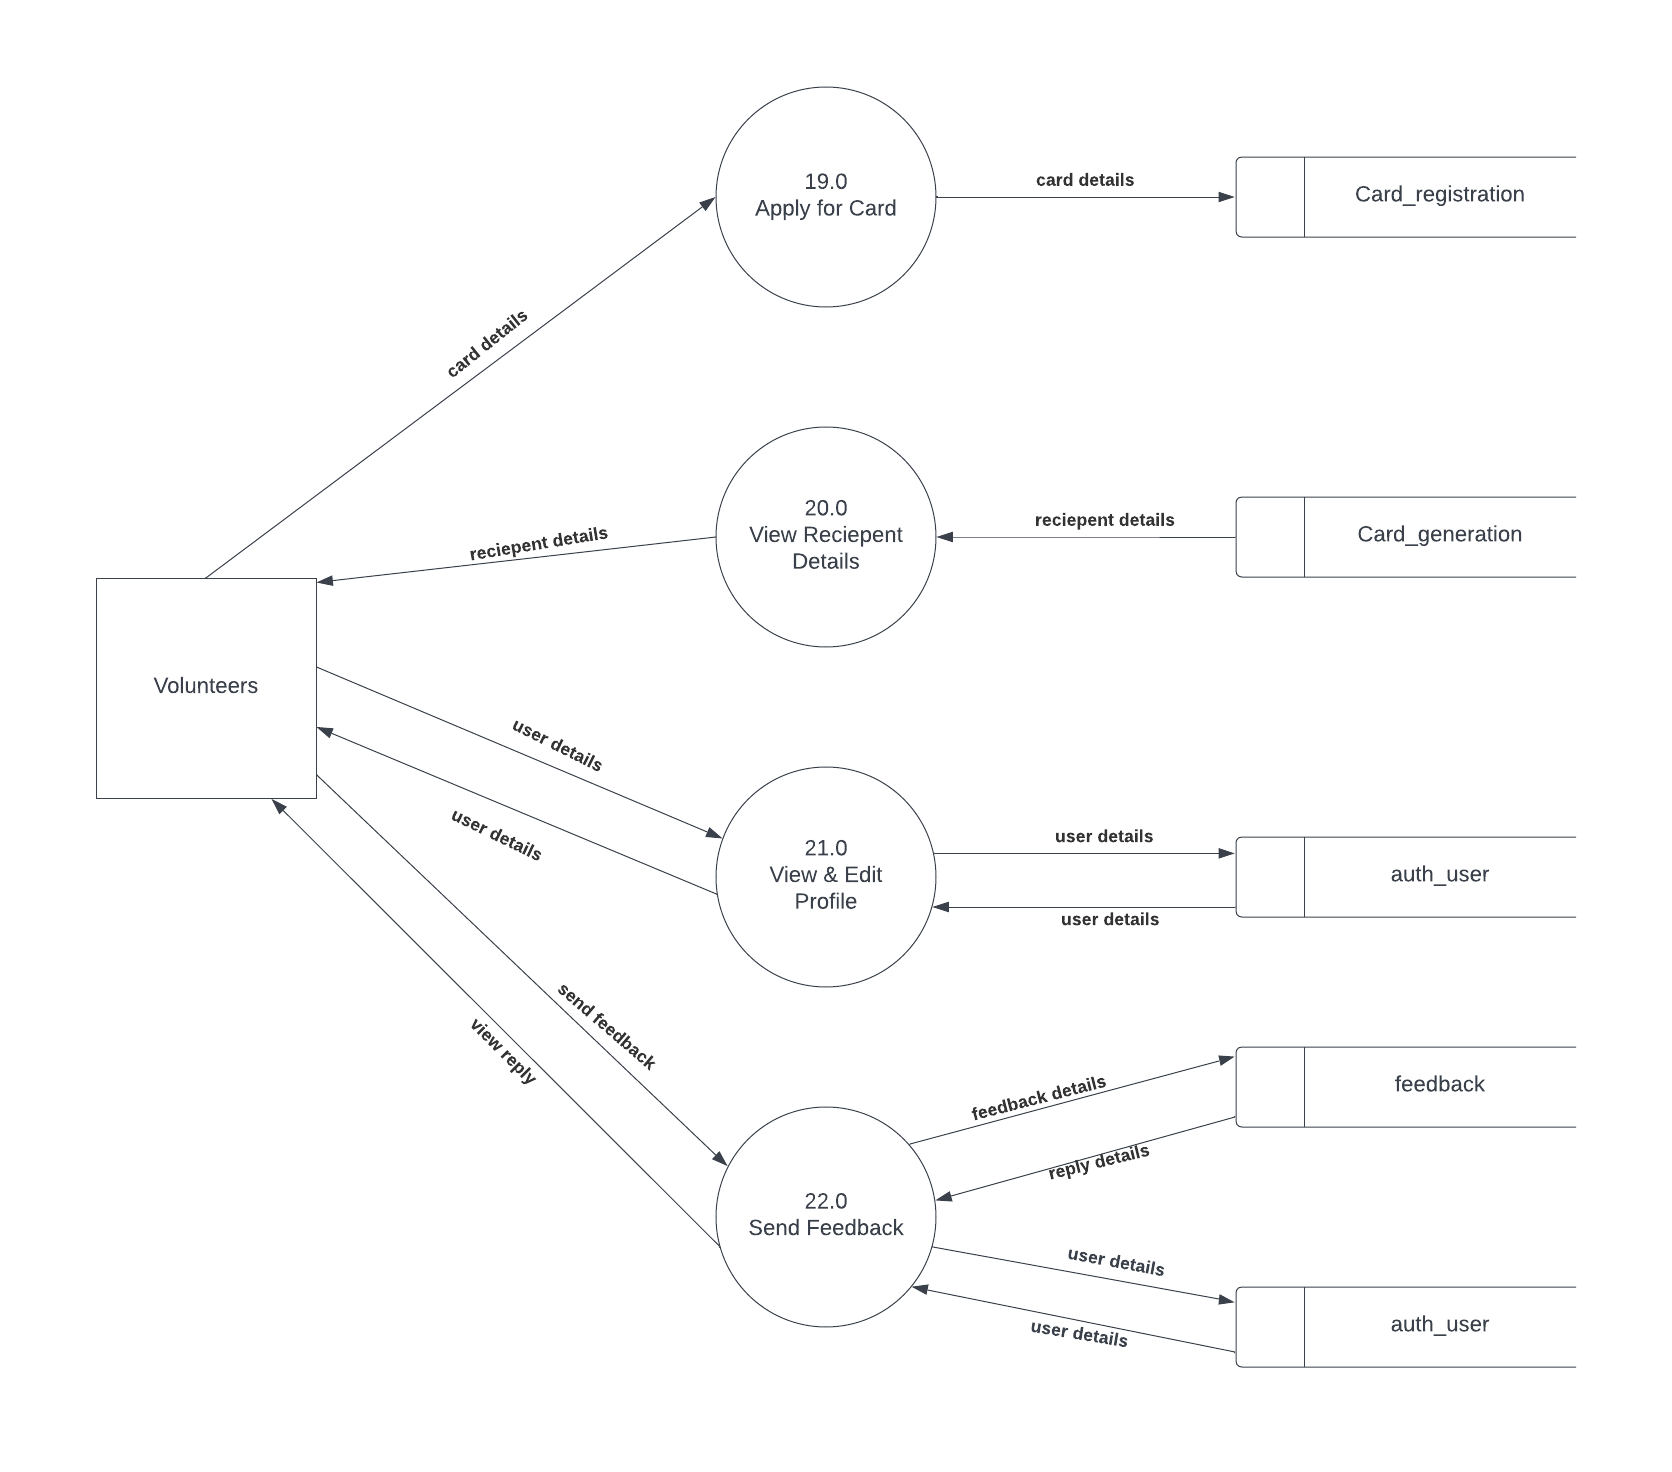 19.0
Apply for Card
card details
Card_registration
card details
20.0
View Reciepent
Details
reciepent details
Card_generation
reciepent details
Volunteers
user details
user details
21.0
View & Edit
Profile
user details
user details
auth_user
send feedback
view reply
feedback details
reply details
feedback
22.0
Send Feedback
user details
user details
auth_user